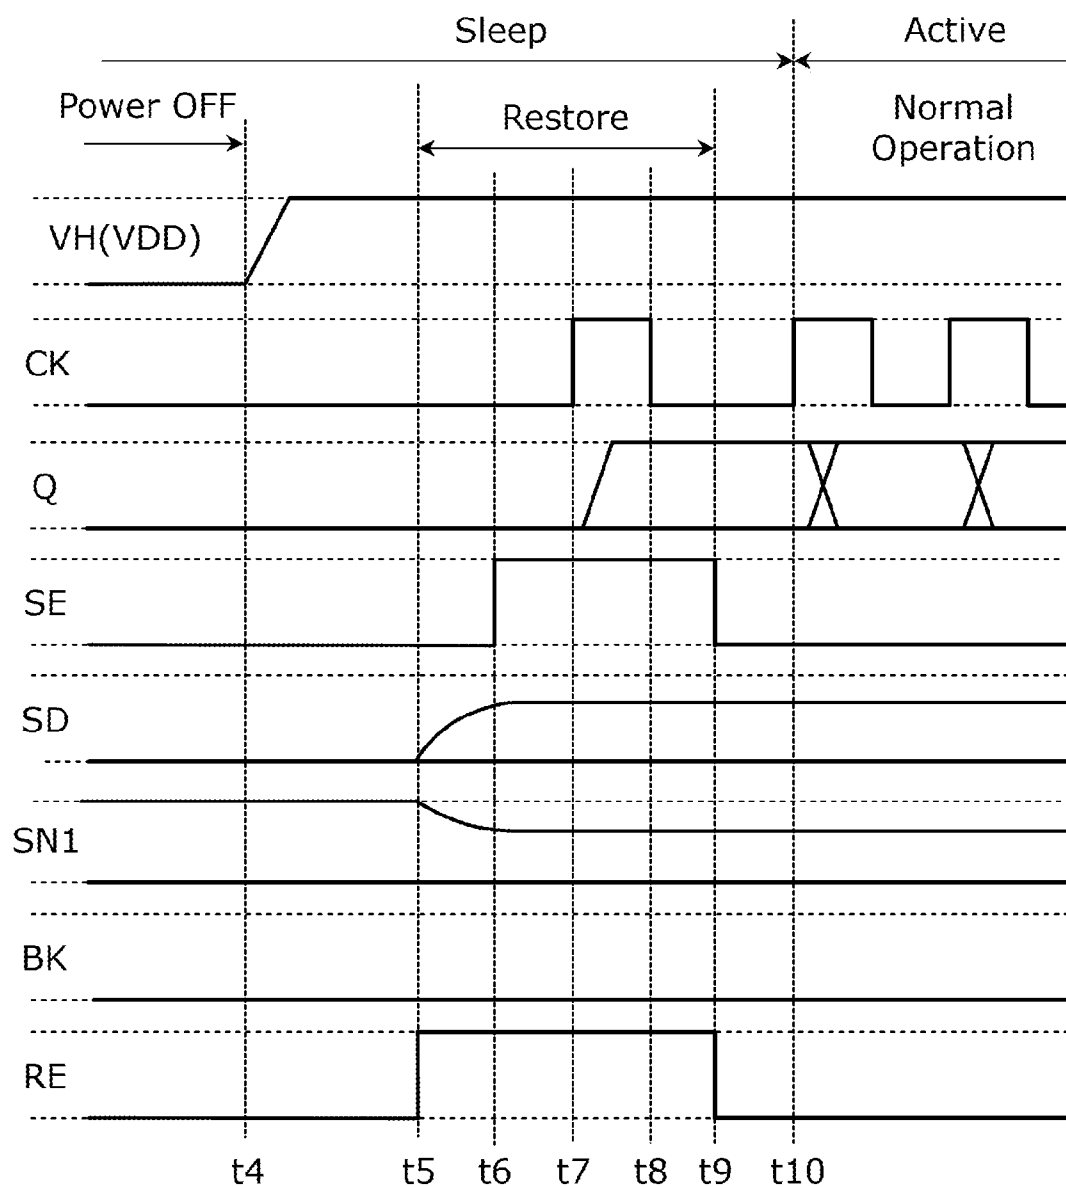 Sleep
Active
Power OFF
Restore
Normal
Operation
VH(VDD)
CK
Q
SE
SD
SN1
BK
RE
t4
t5
t6
t7
t8
t9
t10